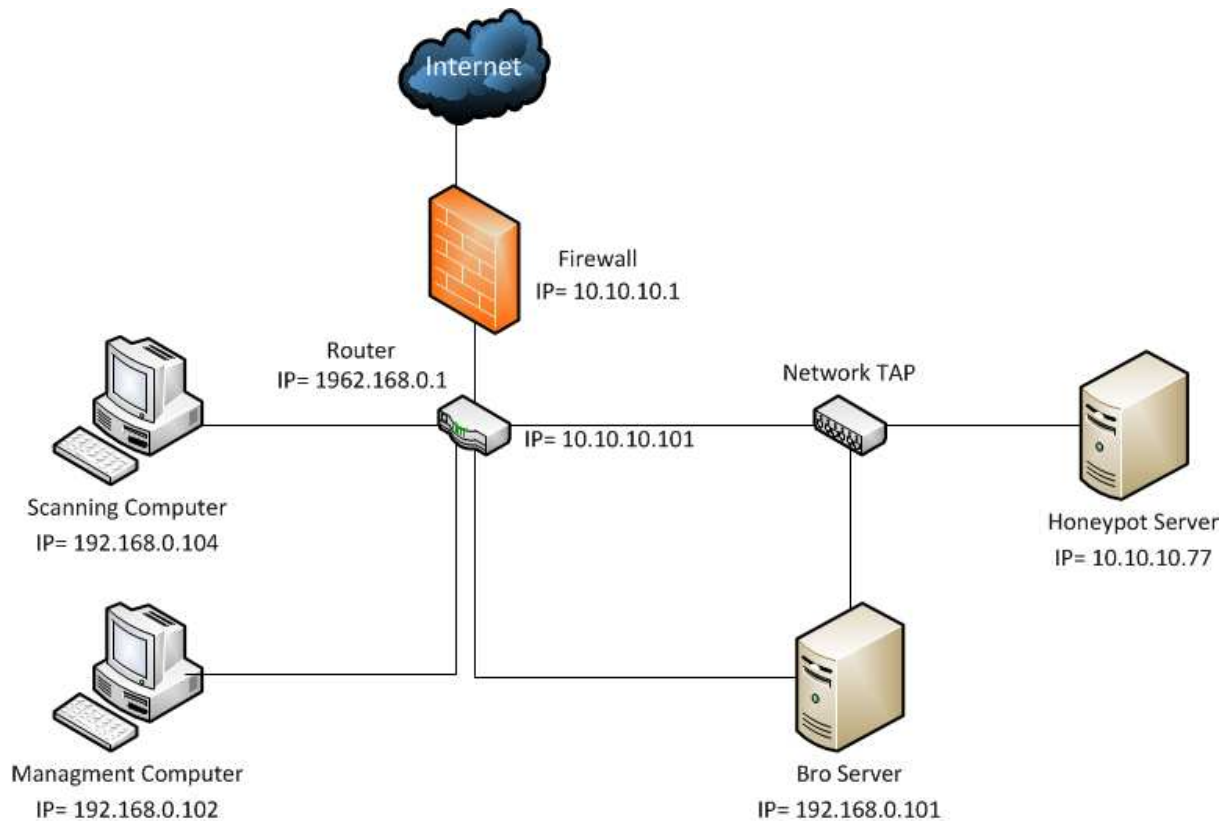 Internet
Firewall
IP= 10.10.10.1
Router
IP= 1962.168.0.1
Network TAP
IP= 10.10.10.101
Scanning Computer
IP= 192.168.0.104
Honeypot Server
IP= 10.10.10.77
Managment Computer
IP= 192.168.0.102
Bro Server
IP= 192.168.0.101